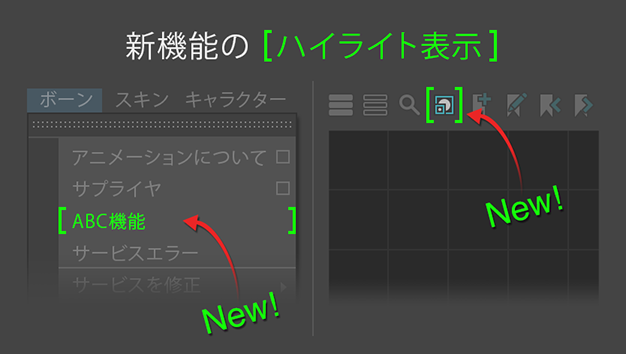 新機能の [ハイライト表示]
ボーン スキン キャラクター
アニメーションについて
サプライヤ
[ABC機能]
サービスエラー
サービスを修正
New!
New!